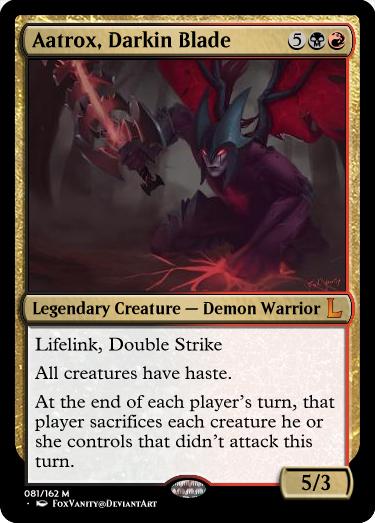 Aatrox, Darkin Blade 5
Legendary Creature — Demon Warrior L
Lifelink, Double Strike
All creatures have haste.
At the end of each player's turn, that
player sacrifices each creature he or
she controls that didn't attack this
turn.
5/3
081/162 M
FoxVanity@DeviantArt